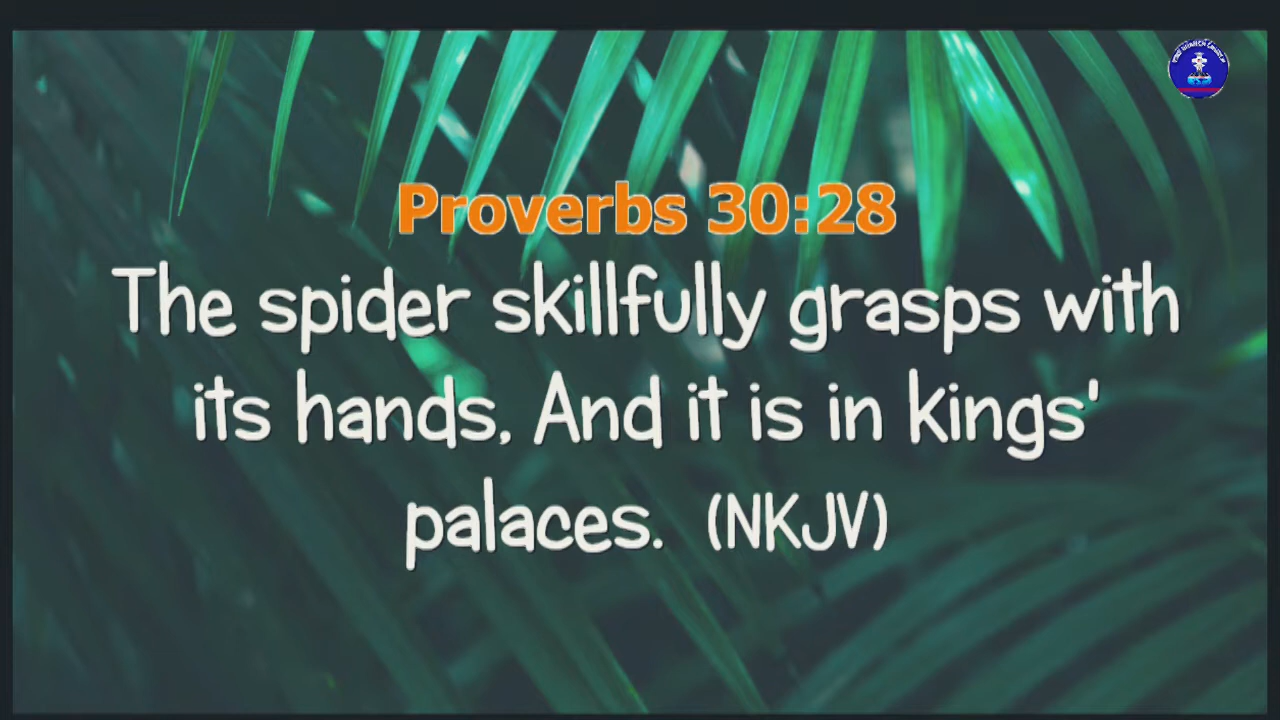 Proverbs 30:28
The spider skillfully grasps with
its hands, And it is in kings'
palaces. (NKJV)